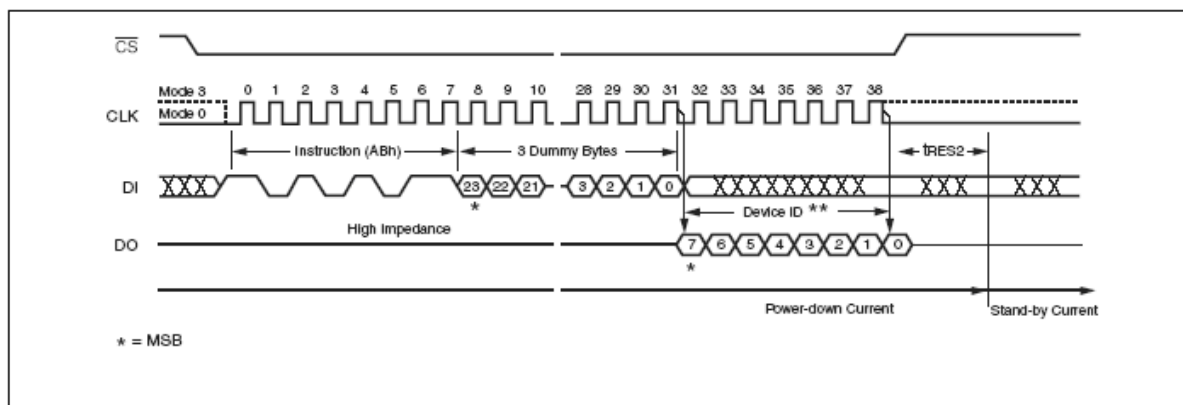 CS
Mode 3 0 1 2 3 4 5 6 7 8 9 10 28 29 30 31 32 33 34 35 36 37 38
CLK Mode 0
Instruction (ABh) 3 Dummy Bytes tRES2
DI 23 22 21 3 2 1 0
* Device ID **
High Impedance
DO 7 6 5 4 3 2 1 0
*
Power-down Current Stand-by Current
* = MSB